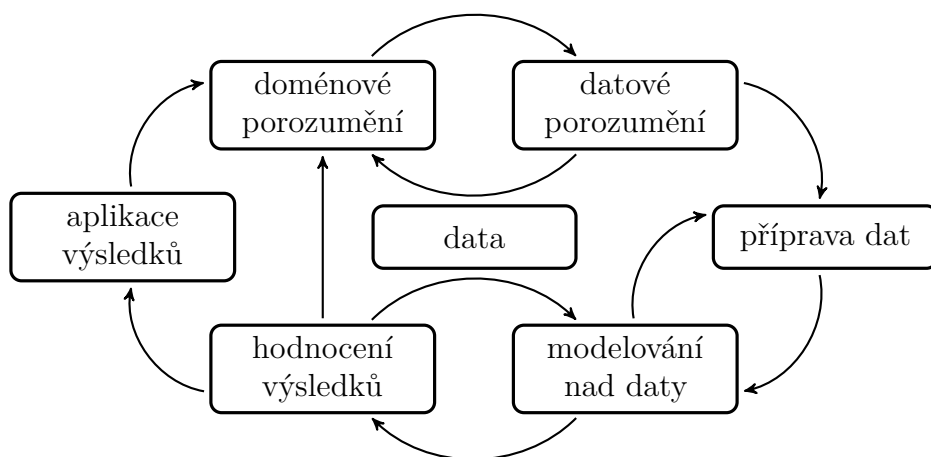 doménové
porozumění
datové
porozumění
aplikace
výsledků
data
příprava dat
hodnocení
výsledků
modelování
nad daty